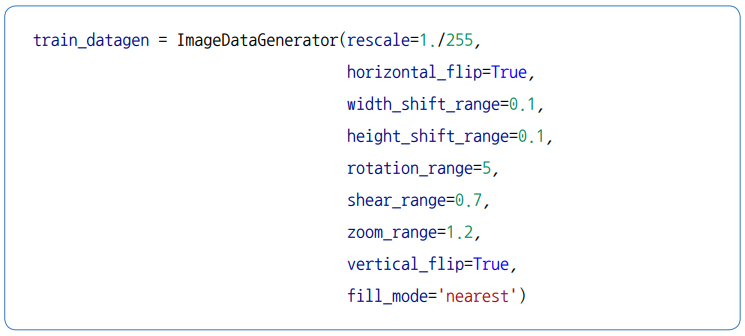 train_datagen = ImageDataGenerator(rescale=1./255,
horizontal_flip=True,
width_shift_range=0.1,
height_shift_range=0.1,
rotation_range=5,
shear_range=0.7,
zoom_range=1.2,
vertical_flip=True,
fill_mode='nearest')